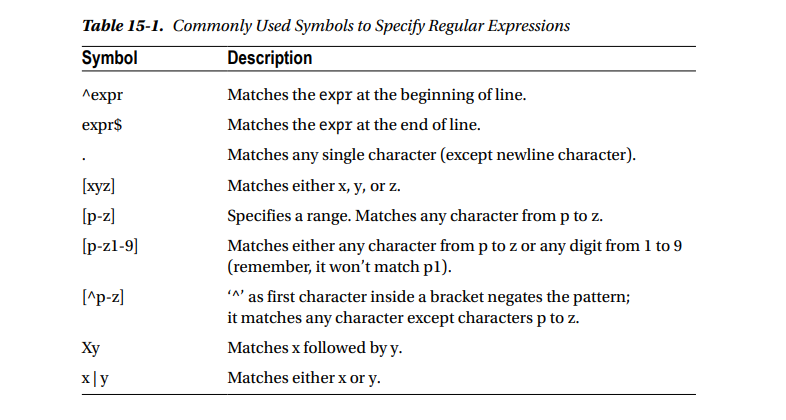 Table 15-1. Commonly Used Symbols to Specify Regular Expressions
Symbol Description
^expr Matches the expr at the beginning of line.
expr$ Matches the expr at the end of line.
. Matches any single character (except newline character).
[xyz] Matches either x, y, or z.
[p-z] Specifies a range. Matches any character from p to z.
[p-z1-9] Matches either any character from p to z or any digit from 1 to 9
(remember, it won’t match p1).
[^p-z] ‘^’ as first character inside a bracket negates the pattern;
it matches any character except characters p to z.
Xy Matches x followed by y.
x|y Matches either x or y.